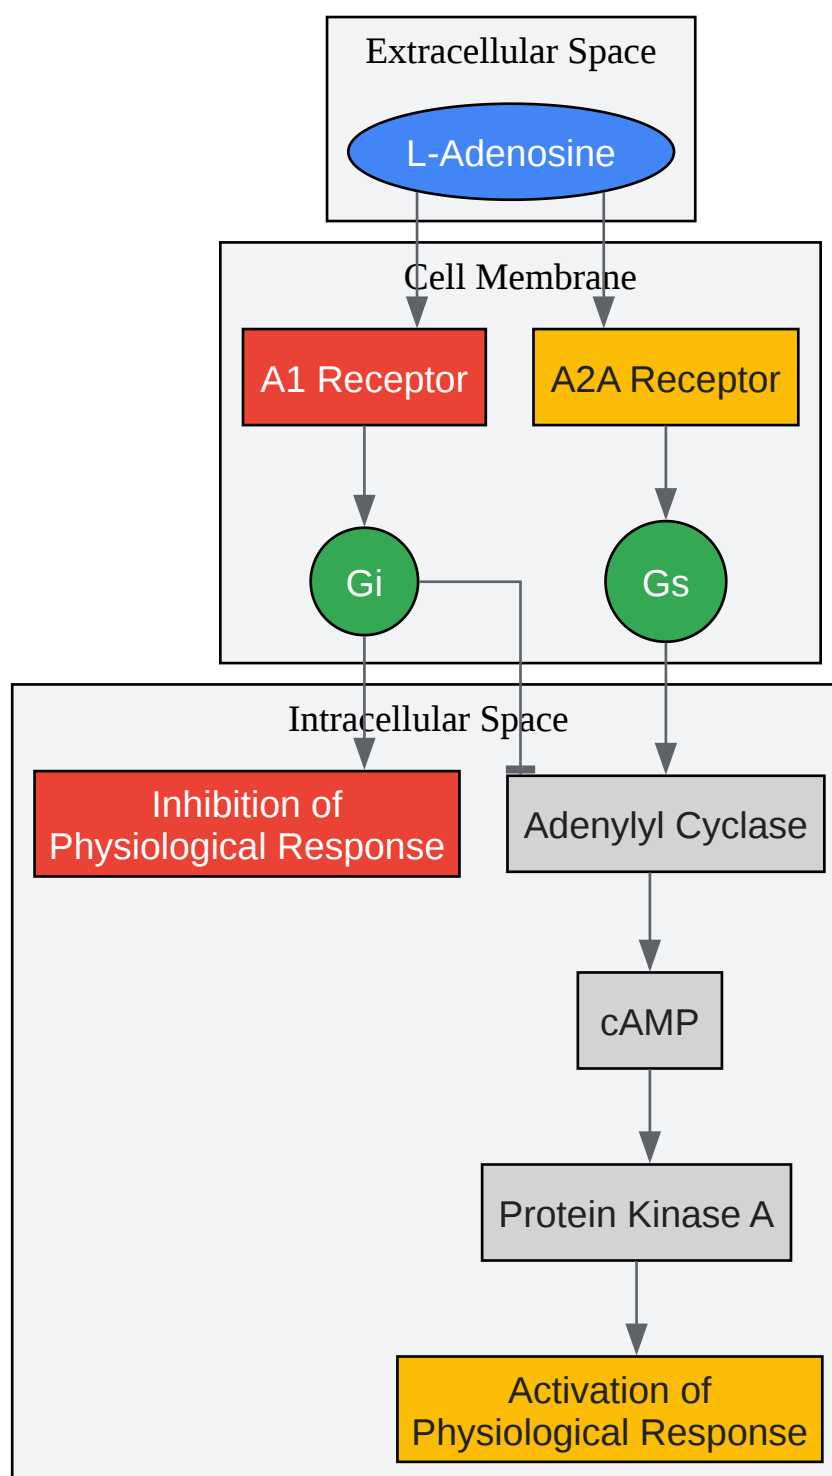 Extracellular Space
L-Adenosine
Cell Membrane
A1 Receptor
A2A Receptor
Gi
Gs
Intracellular Space
Inhibition of
Physiological Response
Adenylyl Cyclase
cAMP
Protein Kinase A
Activation of
Physiological Response